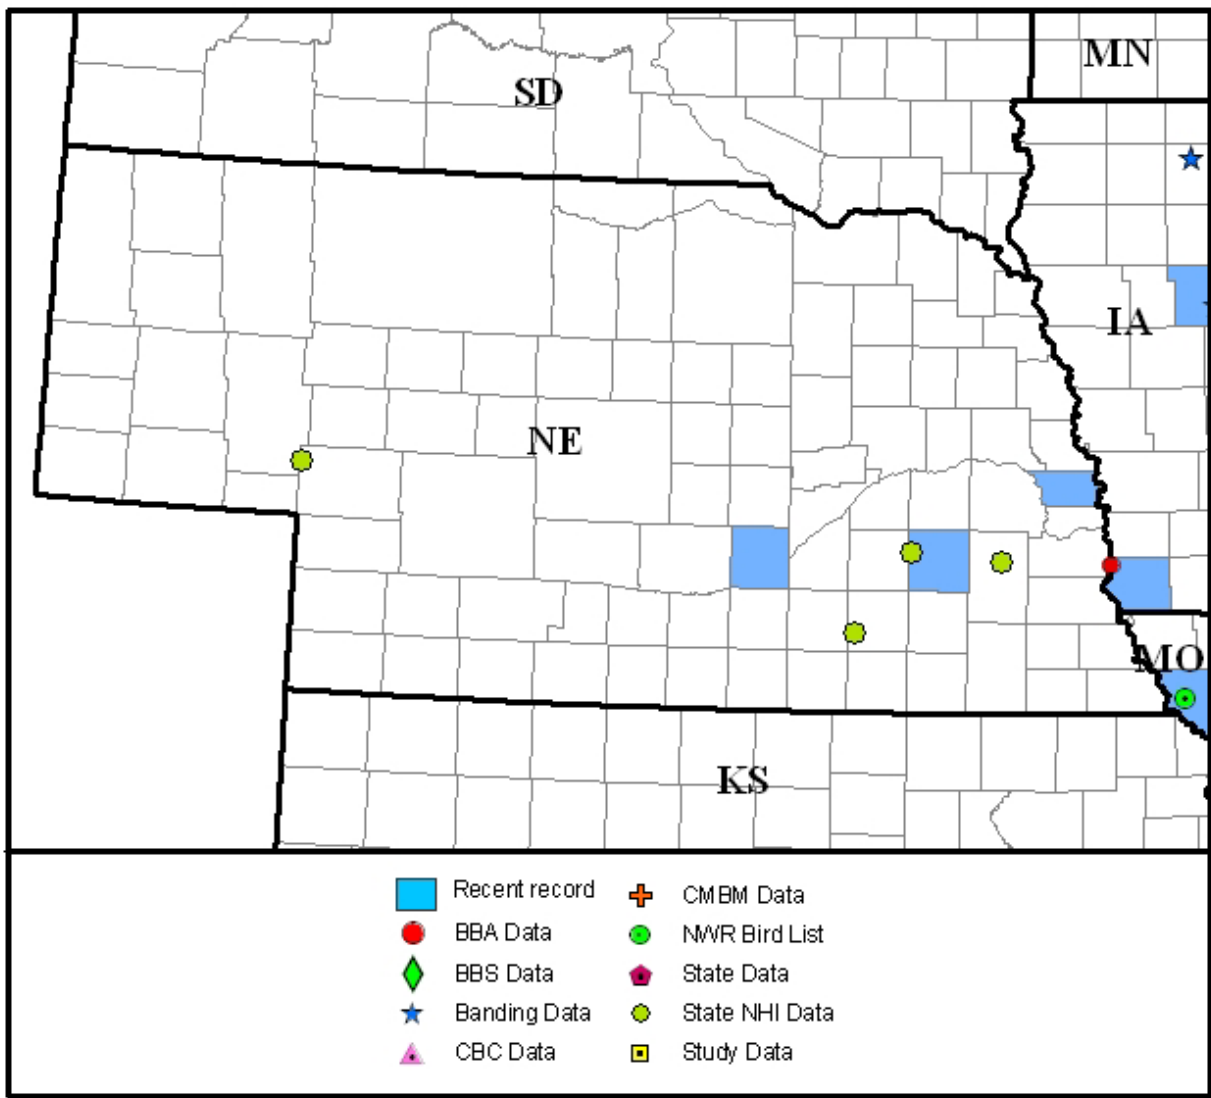 MN
SD
IA
NE
MO
KS
Recent record
CMBM Data
BBA Data
NWR Bird List
BBS Data
State Data
Banding Data
State NHI Data
CBC Data
Study Data